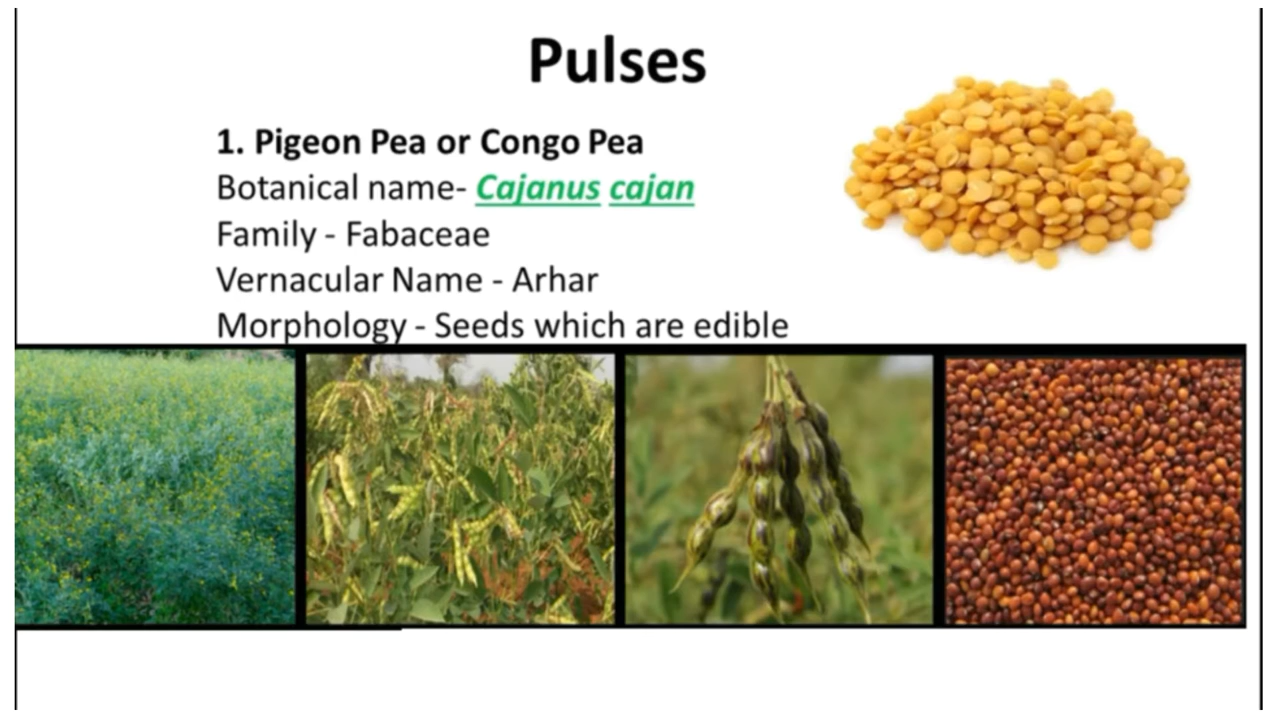 Pulses
1. Pigeon Pea or Congo Pea
Botanical name- Cajanus cajan
Family - Fabaceae
Vernacular Name - Arhar
Morphology - Seeds which are edible